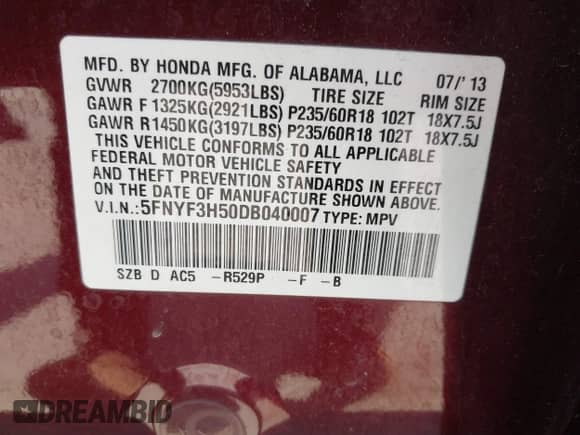 MFD. BY HONDA MFG. OF ALABAMA, LLC 07/' 13
GVWR 2700KG(5953LBS) TIRE SIZE RIM SIZE
GAWR F 1325KG(2921LBS) P235/60R18 102T 18X7.5J
GAWR R1450KG(3197LBS) P235/60R18 102T 18X7.5J
THIS VEHICLE CONFORMS TO ALL APPLICABLE
FEDERAL MOTOR VEHICLE SAFETY
AND THEFT PREVENTION STANDARDS IN EFFECT
ON THE DATE OF MANUFACTURE SHOWN ABOVE.
V.I.N.:5FNYF3H50DB040007 TYPE: MPV
SZB D AC5 -R529P -F -B
DREAMBID